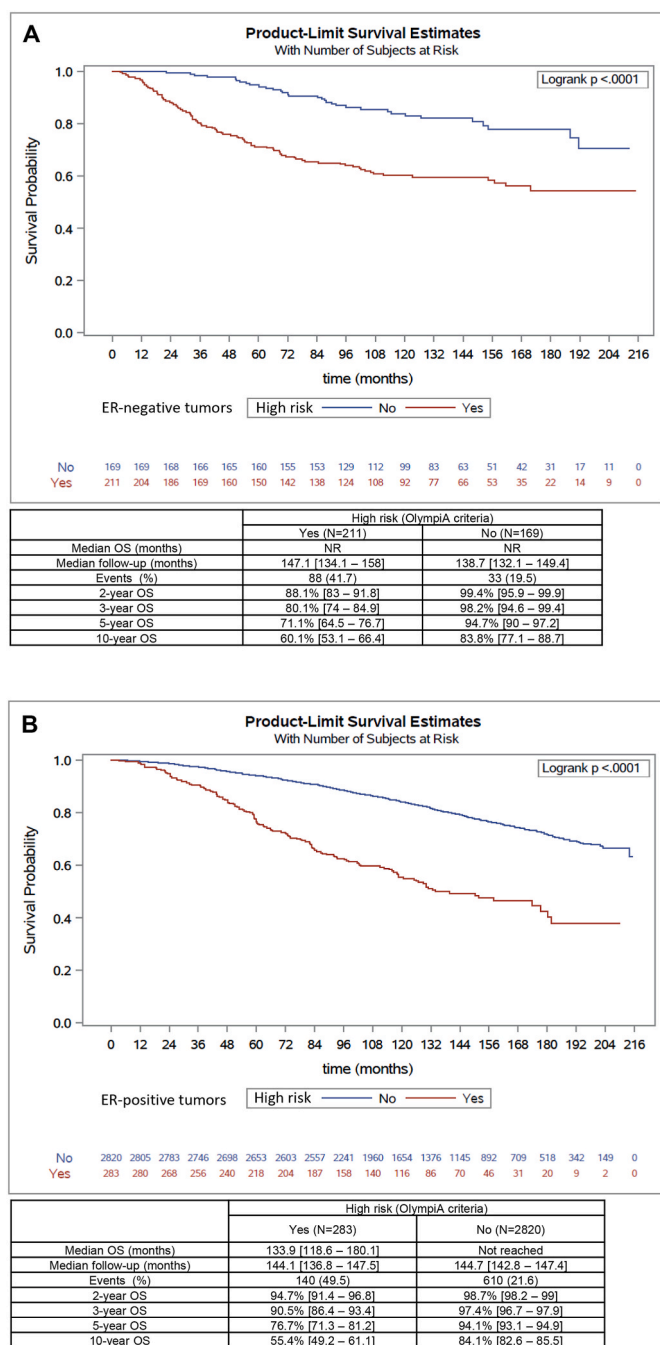 A
Product-Limit Survival Estimates
With Number of Subjects at Risk
Logrank p <.0001
1.0
0.8
0.6
0.4
0.2
0.0
Survival Probability
0 12 24 36 48 60 72 84 96 108 120 132 144 156 168 180 192 204 216
time (months)
ER-negative tumors High risk No Yes
No 169 169 168 166 165 160 155 153 129 112 99 83 63 51 42 31 17 11 0
Yes 211 204 186 169 160 150 142 138 124 108 92 77 66 53 35 22 14 9 0
High risk (OlympiA criteria)
Yes (N=211) No (N=169)
Median OS (months) NR NR
Median follow-up (months) 147.1 [134.1 – 158] 138.7 [132.1 – 149.4]
Events (%) 88 (41.7) 33 (19.5)
2-year OS 88.1% [83 – 91.8] 99.4% [95.9 – 99.9]
3-year OS 80.1% [74 – 84.9] 98.2% [94.6 – 99.4]
5-year OS 71.1% [64.5 – 76.7] 94.7% [90 – 97.2]
10-year OS 60.1% [53.1 – 66.4] 83.8% [77.1 – 88.7]
B
Product-Limit Survival Estimates
With Number of Subjects at Risk
Logrank p <.0001
1.0
0.8
0.6
0.4
0.2
0.0
Survival Probability
0 12 24 36 48 60 72 84 96 108 120 132 144 156 168 180 192 204 216
time (months)
ER-positive tumors High risk No Yes
No 2820 2805 2783 2746 2698 2653 2603 2557 2241 1960 1654 1376 1145 892 709 518 342 149 0
Yes 283 280 268 256 240 218 204 187 158 140 116 86 70 46 31 20 9 2 0
High risk (OlympiA criteria)
Yes (N=283) No (N=2820)
Median OS (months) 133.9 [118.6 – 180.1] Not reached
Median follow-up (months) 144.1 [136.8 – 147.5] 144.7 [142.8 – 147.4]
Events (%) 140 (49.5) 610 (21.6)
2-year OS 94.7% [91.4 – 96.8] 98.7% [98.2 – 99]
3-year OS 90.5% [86.4 – 93.4] 97.4% [96.7 – 97.9]
5-year OS 76.7% [71.3 – 81.2] 94.1% [93.1 – 94.9]
10-year OS 55.4% [49.2 – 61.1] 84.1% [82.6 – 85.5]